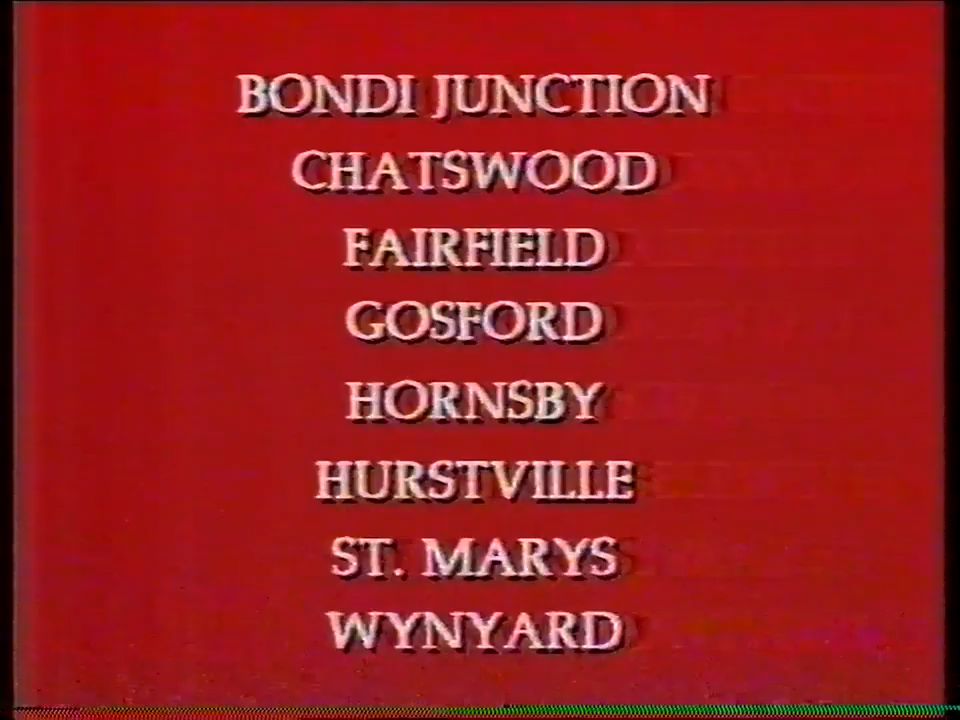 BONDI JUNCTION
CHATSWOOD
FAIRFIELD
GOSFORD
HORNSBY
HURSTVILLE
ST. MARYS
WYNYARD